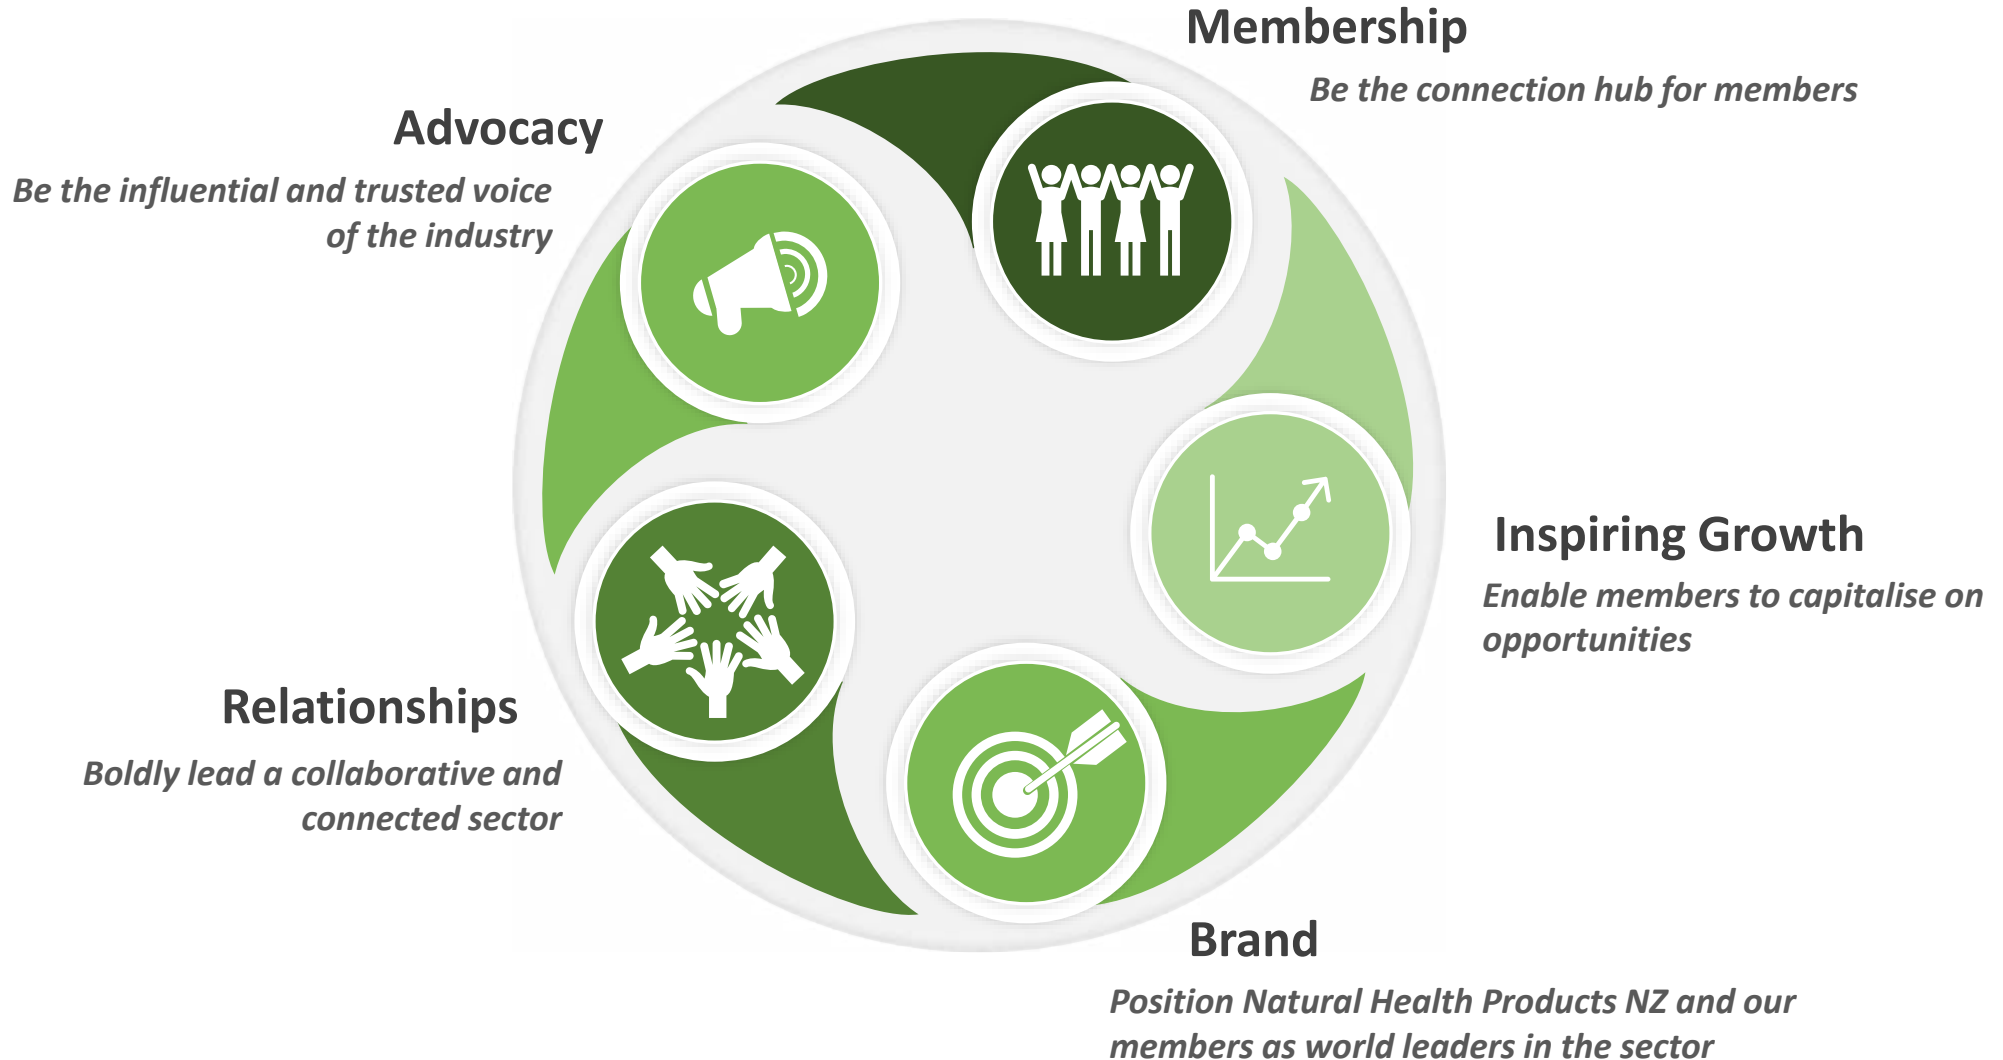 Membership
Be the connection hub for members
Advocacy
Be the influential and trusted voice
of the industry
Inspiring Growth
Enable members to capitalise on
opportunities
Relationships
Boldly lead a collaborative and
connected sector
Brand
Position Natural Health Products NZ and our
members as world leaders in the sector